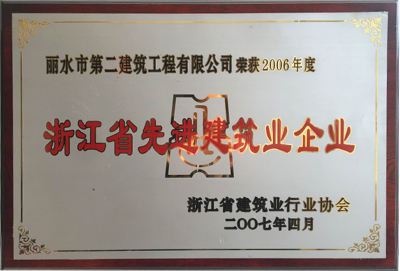 丽水市第二建筑工程有限公司 荣获2006年度
浙江省先进建筑业企业
浙江省建筑业行业协会
二〇〇七年四月